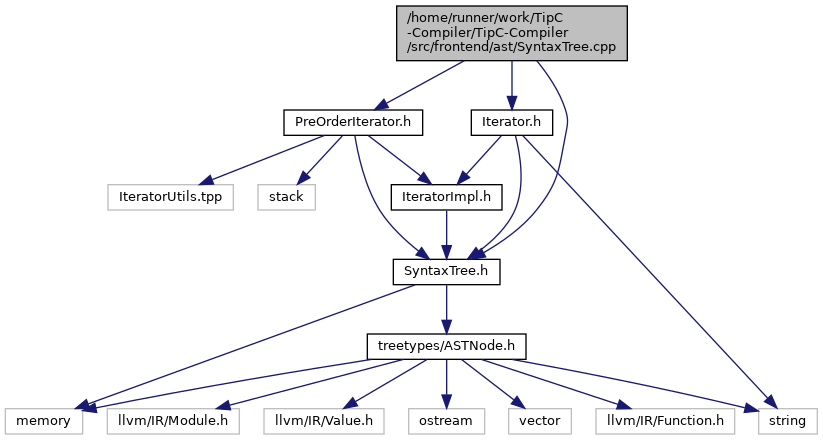 /home/runner/work/TipC
-Compiler/TipC-Compiler
/src/frontend/ast/SyntaxTree.cpp
PreOrderIterator.h
Iterator.h
IteratorUtils.tpp
stack
IteratorImpl.h
SyntaxTree.h
treetypes/ASTNode.h
memory
llvm/IR/Module.h
llvm/IR/Value.h
ostream
vector
llvm/IR/Function.h
string